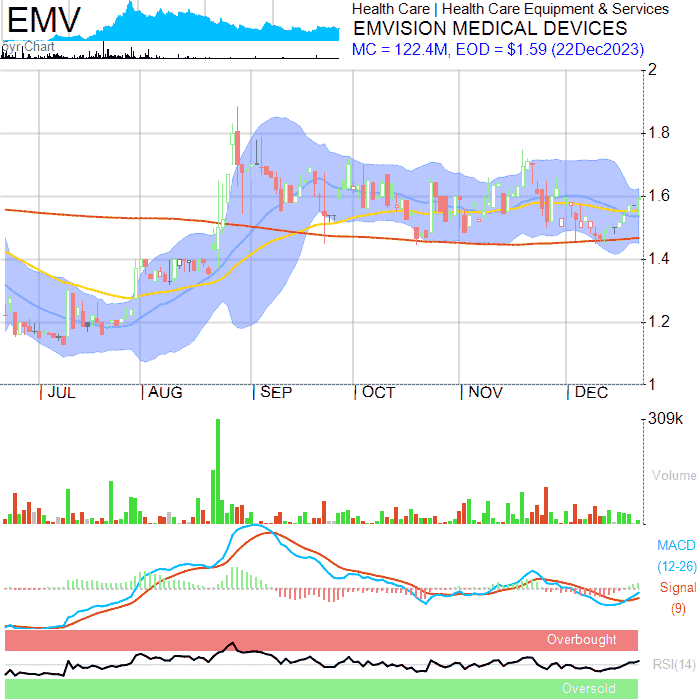 EMV
5yr Chart
Health Care | Health Care Equipment & Services
EMVISION MEDICAL DEVICES
MC = 122.4M, EOD = $1.59 (22Dec2023)
2
1.8
1.6
1.4
1.2
1
| JUL | AUG | SEP | OCT | NOV | DEC
309k
Volume
MACD
(12-26)
Signal
(9)
Overbought
RSI(14)
Oversold